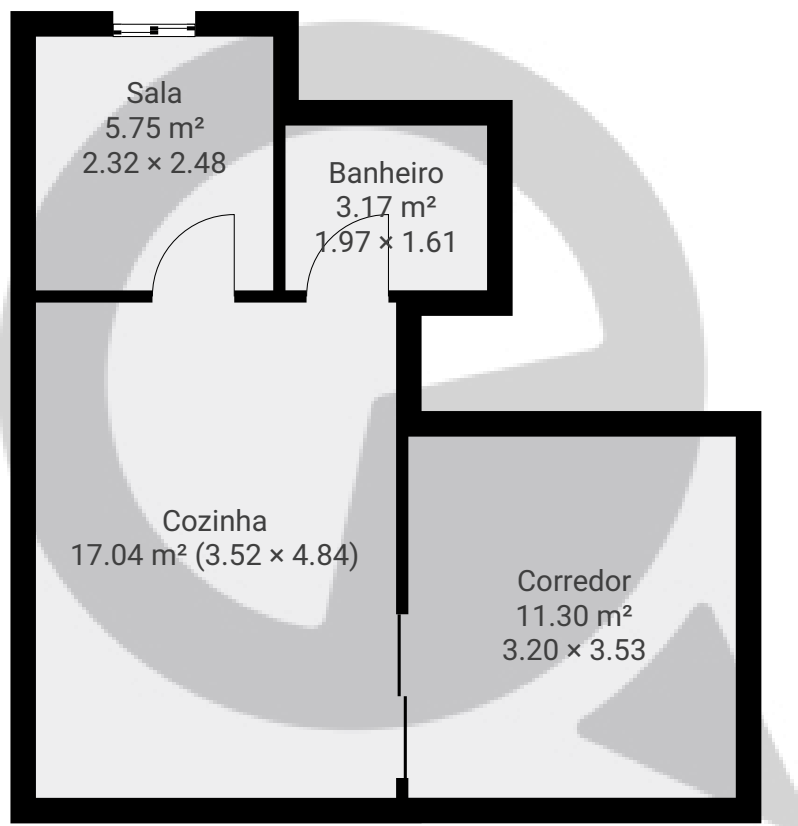 Sala
5.75 m²
2.32 × 2.48
Banheiro
3.17 m²
1.97 × 1.61
Cozinha
17.04 m² (3.52 × 4.84)
Corredor
11.30 m²
3.20 × 3.53